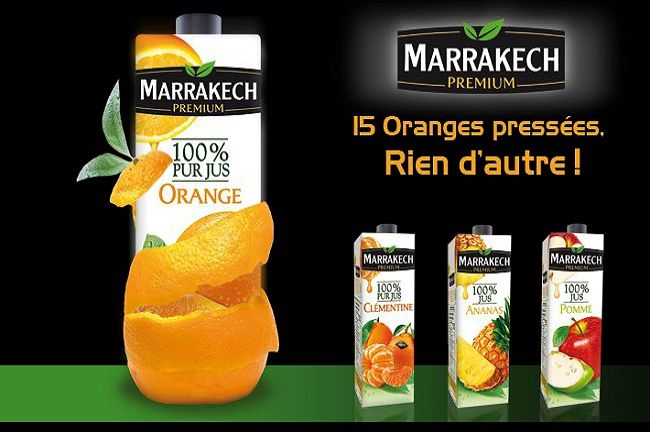 MARRAKECH
PREMIUM
100%
PUR JUS
ORANGE
MARRAKECH
PREMIUM
15 Oranges pressées,
Rien d'autre !
MARRAKECH
PREMIUM
100%
PUR JUS
CLÉMENTINE
MARRAKECH
PREMIUM
100%
JUS
ANANAS
MARRAKECH
PREMIUM
100%
JUS
POMME